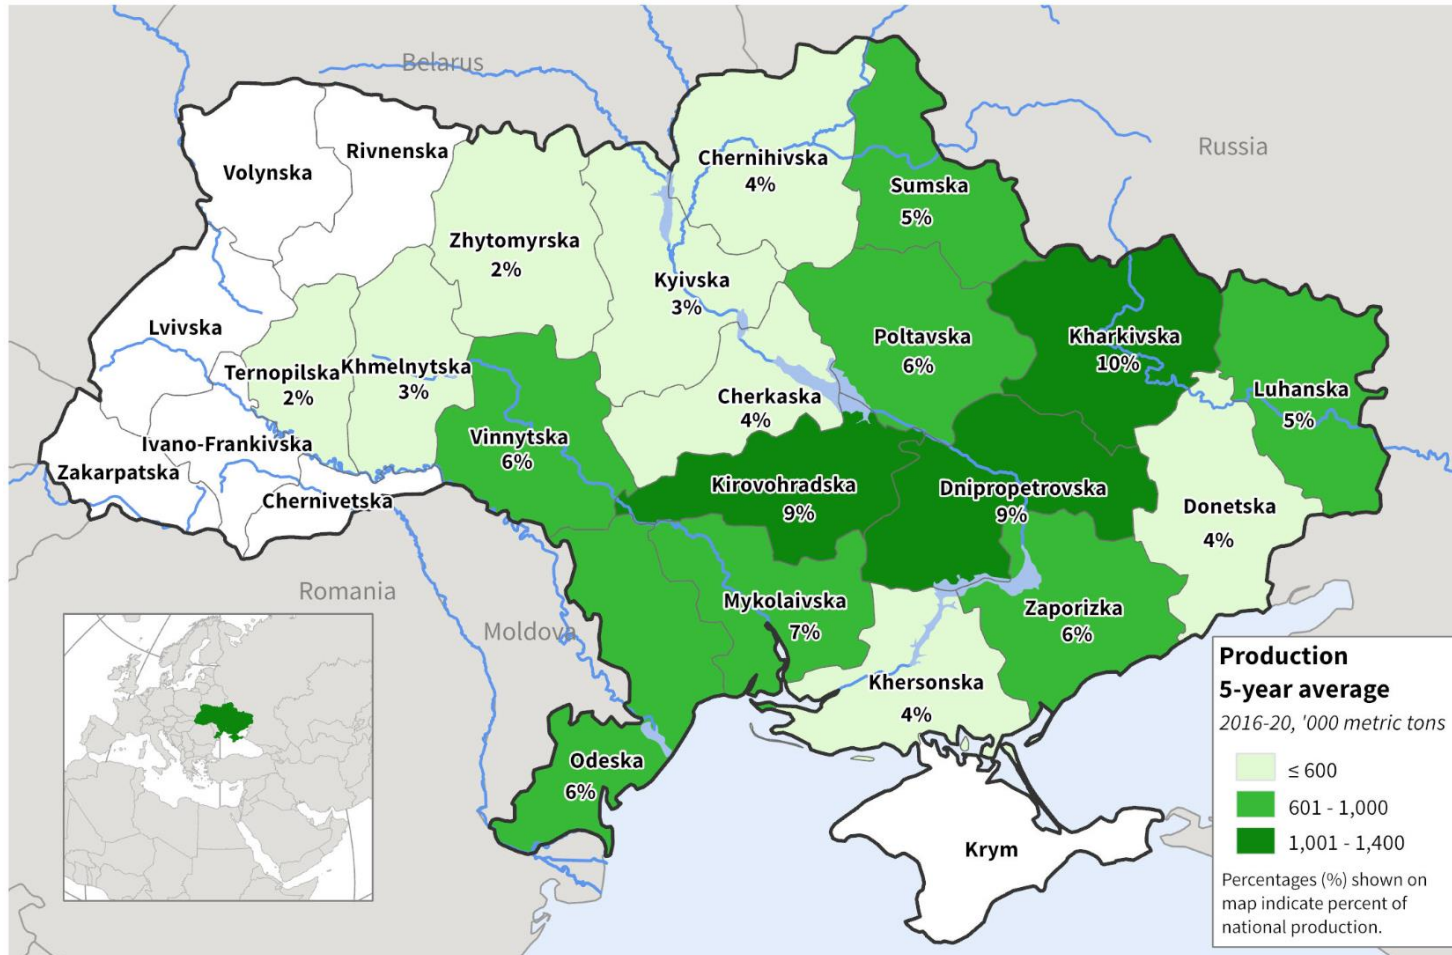 Belarus
Russia
Rivnenska
Volynska
Chernihivska
4%
Sumska
5%
Zhytomyrska
2%
Kyivska
3%
Lvivska
Poltavska
6%
Kharkivska
10%
Ternopilska
2%
Khmelnytska
3%
Cherkaska
4%
Luhanska
5%
Ivano-Frankivska
Vinnytska
6%
Zakarpatska
Chernivetska
Kirovohradska
9%
Dnipropetrovska
9%
Donetska
4%
Romania
Moldova
Mykolaivska
7%
Zaporizka
6%
Khersonska
4%
Odeska
6%
Krym
Production
5-year average
2016-20, '000 metric tons
≤ 600
601 - 1,000
1,001 - 1,400
Percentages (%) shown on
map indicate percent of
national production.